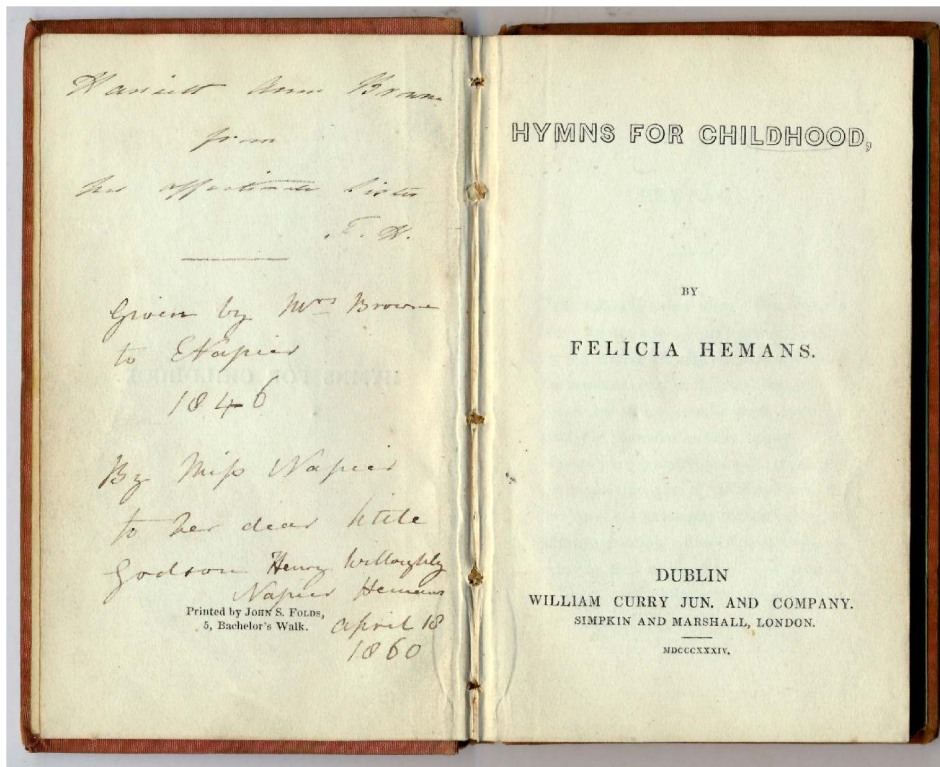 Harriett Ann Browne
from
her affectionate Sister
F. H.
Given by Mrs Browne
to ENapier
1846
By Miss Napier
to her dear little
Godson Henry Willoughby
Napier Hemans
Printed by JOHN S. FOLDS,
5, Bachelor's Walk.
April 18
1860
HYMNS FOR CHILDHOOD,
BY
FELICIA HEMANS.
DUBLIN
WILLIAM CURRY JUN. AND COMPANY.
SIMPKIN AND MARSHALL, LONDON.
MDCCCXXXIV.